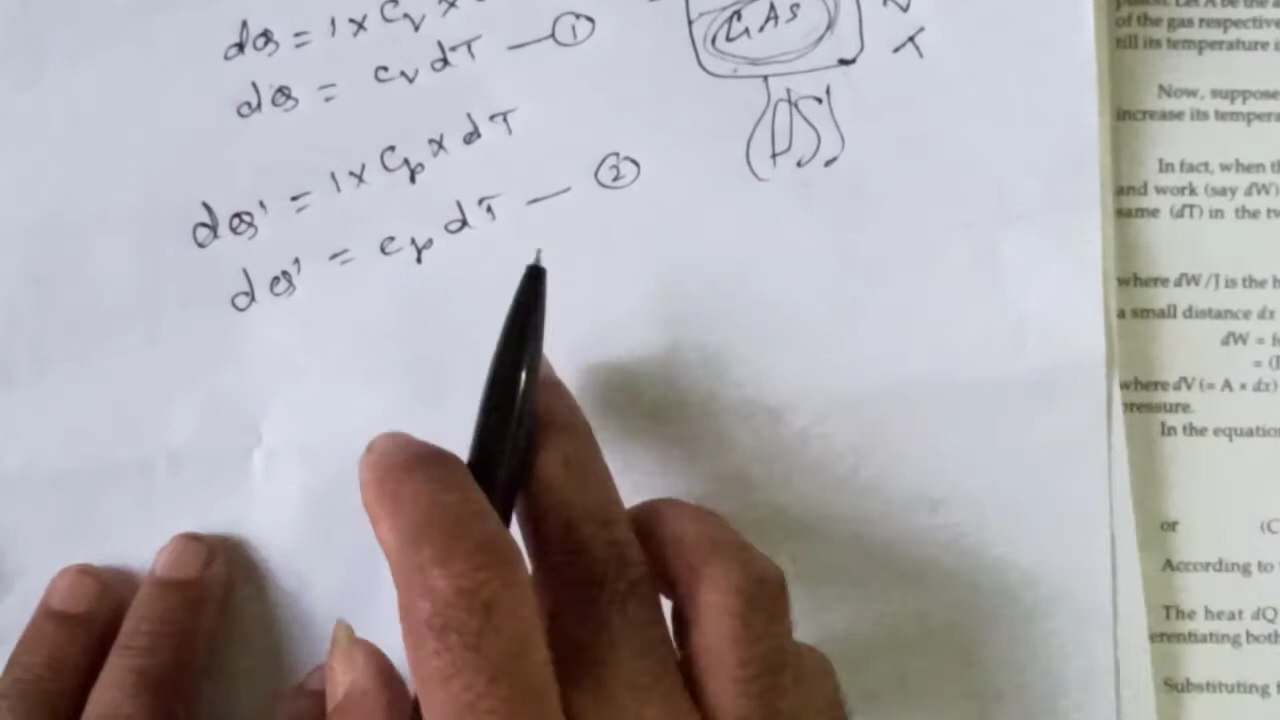 dQ = 1 × Cv ×
dQ = Cv dT — ①
dQ' = 1 × Cp × dT
dQ' = Cp dT — ②
GAS
T
(DS)
of the gas respective
till its temperature i
Now, suppose
increase its tempera
In fact, when th
and work (say dW)
same (dT) in the tw
where dW/J is the h
a small distance dx
dW = f
= (
where dV (= A × dx)
pressure.
In the equation
or (C
According to
The heat dQ
erentiating both
Substituting